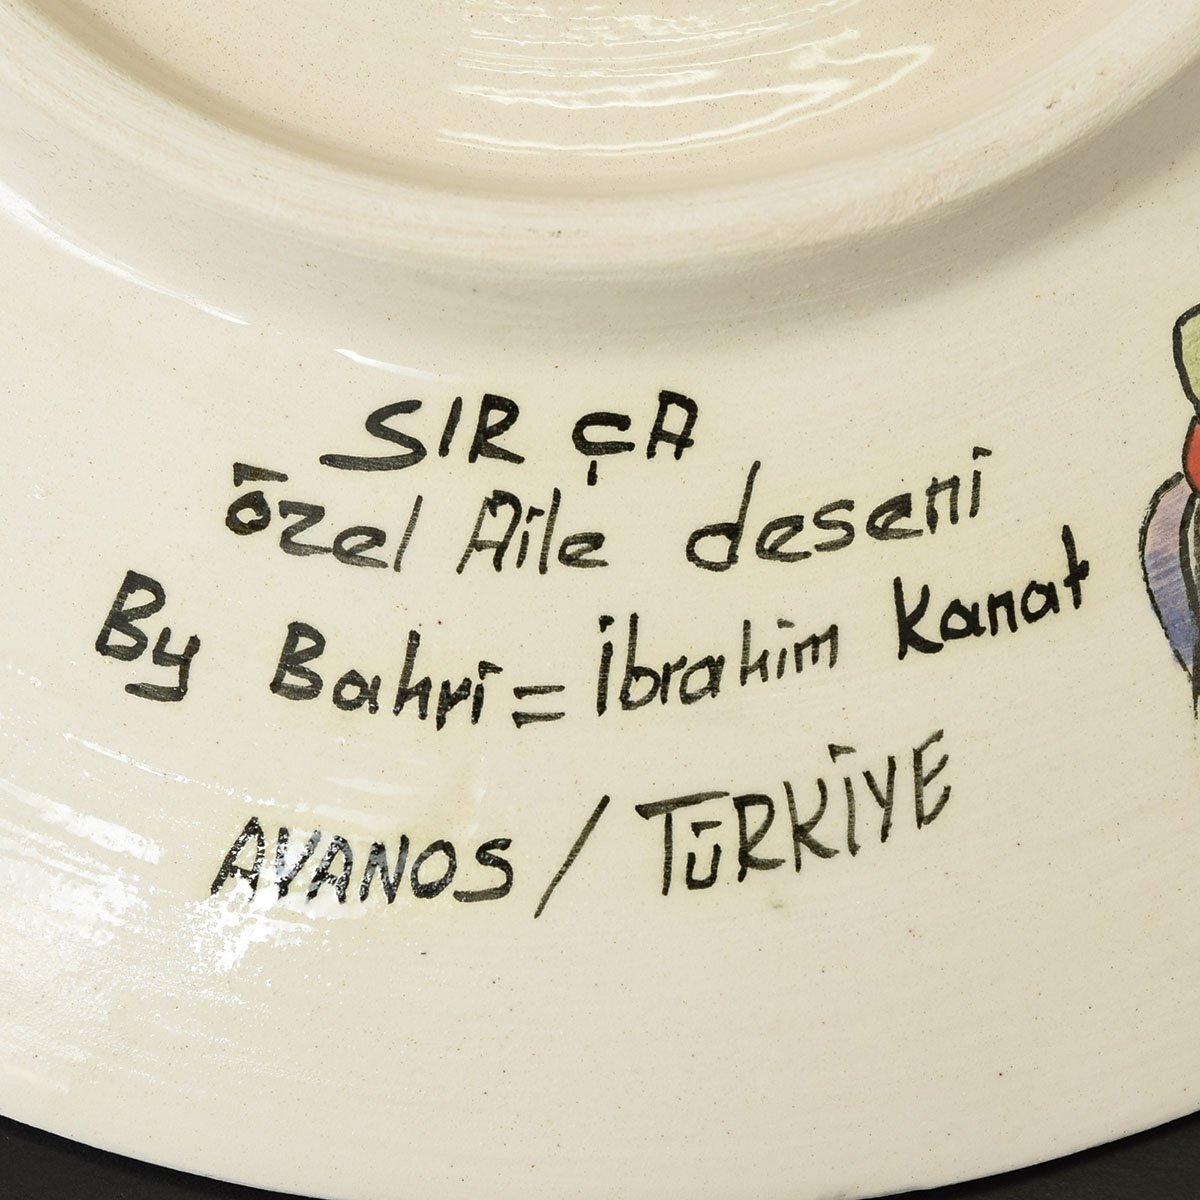 SIR ÇA
özel Aile deseni
By Bahri = İbrahim Kanat
AVANOS / TÜRKİYE